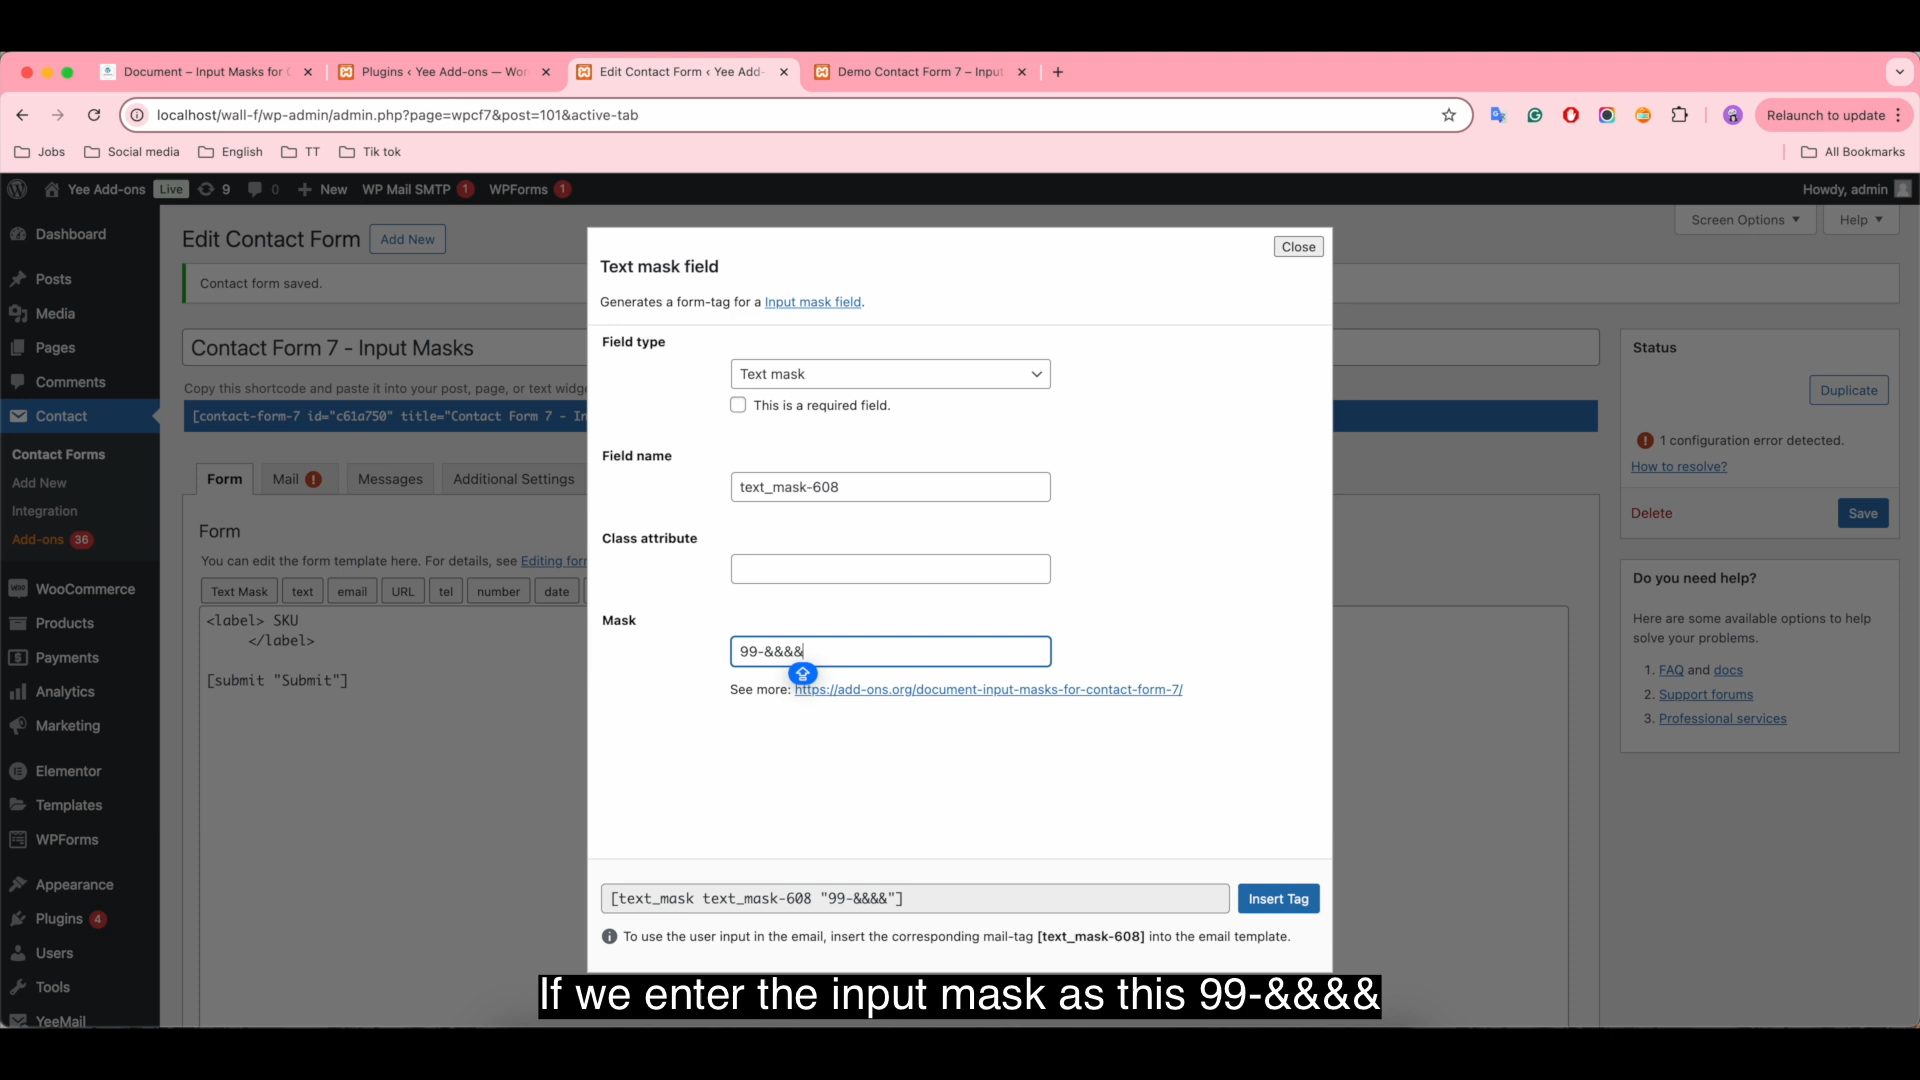 Document – Input Masks for C
Plugins ‹ Yee Add-ons — Wor
Edit Contact Form ‹ Yee Add-
Demo Contact Form 7 – Input
localhost/wall-f/wp-admin/admin.php?page=wpcf7&post=101&active-tab
Relaunch to update
Jobs
Social media
English
TT
Tik tok
All Bookmarks
Yee Add-ons
Live
9
0
New
WP Mail SMTP 1
WPForms 1
Howdy, admin
Screen Options
Help
Dashboard
Posts
Media
Pages
Comments
Contact
Contact Forms
Add New
Integration
Add-ons 36
WooCommerce
Products
Payments
Analytics
Marketing
Elementor
Templates
WPForms
Appearance
Plugins 4
Users
Tools
YeeMail
Edit Contact Form
Add New
Contact form saved.
Contact Form 7 - Input Masks
Copy this shortcode and paste it into your post, page, or text widge
[contact-form-7 id="c61a750" title="Contact Form 7 - In
Form
Mail !
Messages
Additional Settings
Form
You can edit the form template here. For details, see Editing for
Text Mask
text
email
URL
tel
number
date
<label> SKU
</label>
[submit "Submit"]
Close
Text mask field
Generates a form-tag for a Input mask field.
Field type
Text mask
This is a required field.
Field name
text_mask-608
Class attribute
Mask
99-&&&&
See more: https://add-ons.org/document-input-masks-for-contact-form-7/
[text_mask text_mask-608 "99-&&&&"]
Insert Tag
To use the user input in the email, insert the corresponding mail-tag [text_mask-608] into the email template.
Status
Duplicate
1 configuration error detected.
How to resolve?
Delete
Save
Do you need help?
Here are some available options to help
solve your problems.
1. FAQ and docs
2. Support forums
3. Professional services
If we enter the input mask as this 99-&&&&